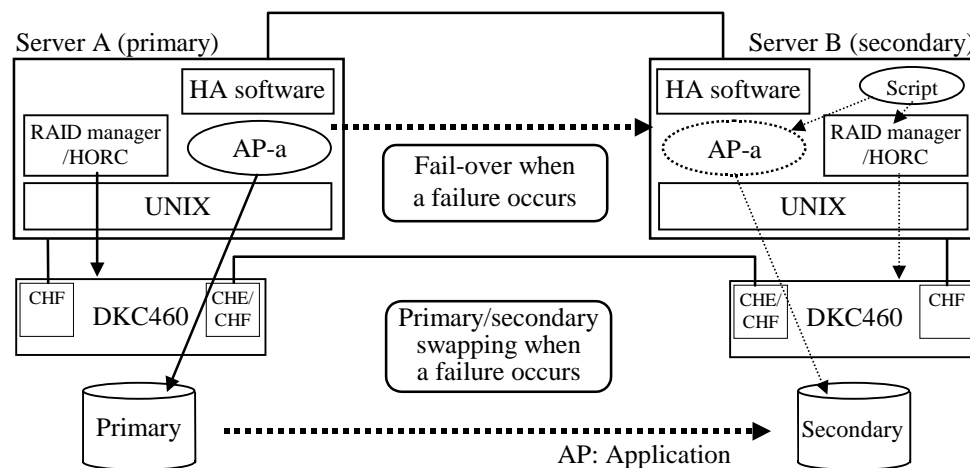 Server A (primary)
Server B (secondary)
HA software
RAID manager
/HORC
AP-a
UNIX
HA software
Script
AP-a
RAID manager
/HORC
UNIX
Fail-over when
a failure occurs
CHF
DKC460
CHE/
CHF
CHE/
CHF
DKC460
CHF
Primary/secondary
swapping when
a failure occurs
Primary
Secondary
AP: Application